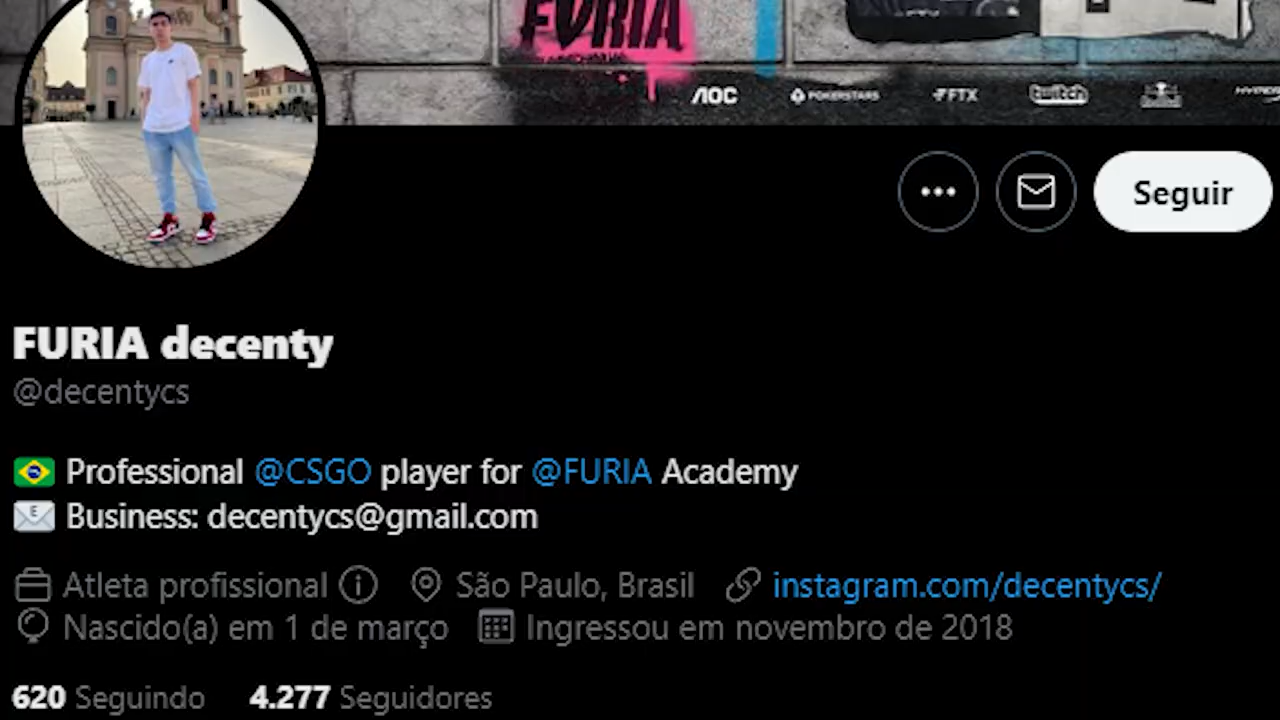 FURIA
AOC POKERSTARS FTX twitch
Seguir
FURIA decenty
@decentycs
Professional @CSGO player for @FURIA Academy
Business: decentycs@gmail.com
Atleta profissional São Paulo, Brasil instagram.com/decentycs/
Nascido(a) em 1 de março Ingressou em novembro de 2018
620 Seguindo 4.277 Seguidores